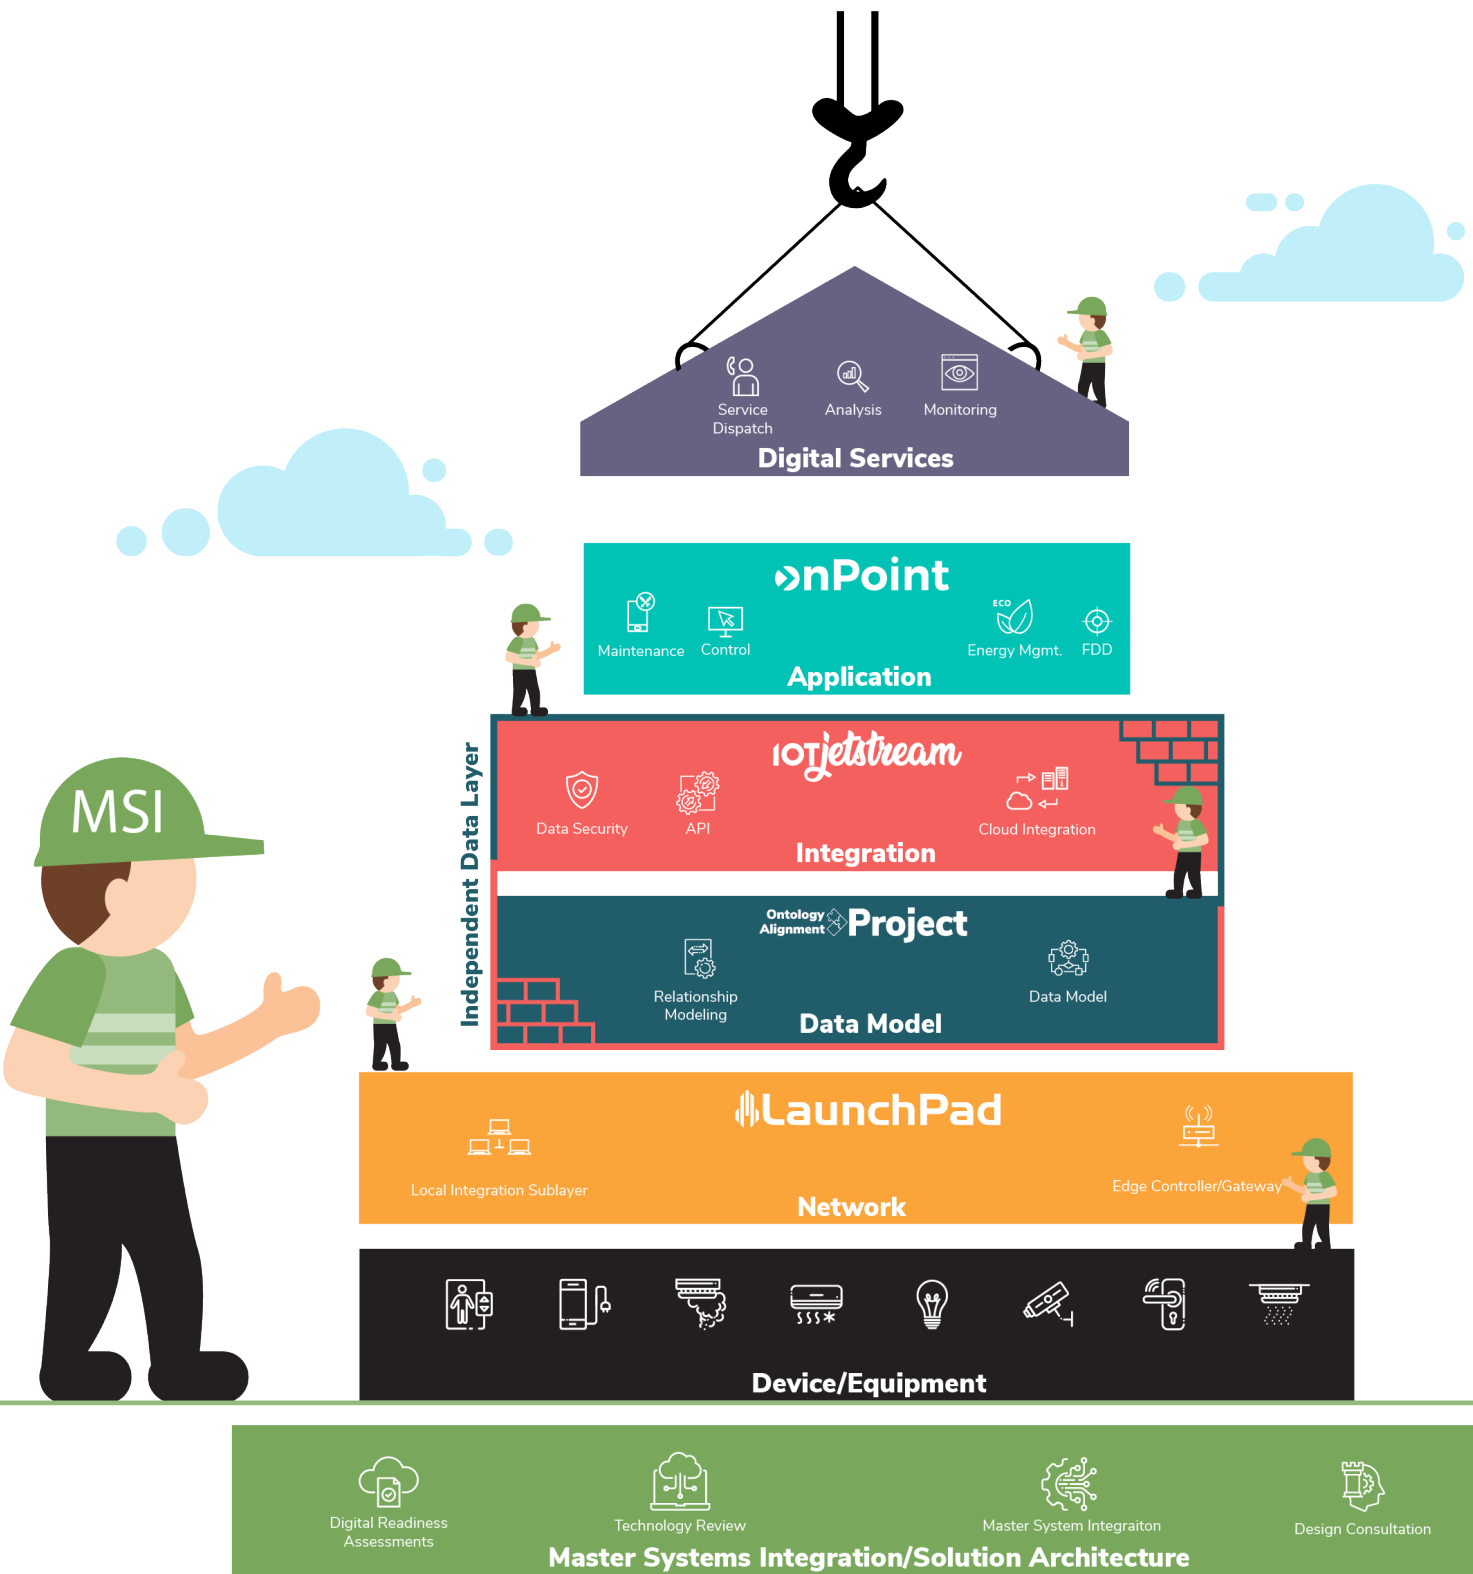 Service
Dispatch
Analysis
Monitoring
Digital Services
onPoint
Maintenance
Control
ECO
Energy Mgmt.
FDD
Application
Independent Data Layer
IOTjetstream
Data Security
API
Cloud Integration
Integration
MSI
Ontology
Alignment
Project
Relationship
Modeling
Data Model
Data Model
LaunchPad
Local Integration Sublayer
Edge Controller/Gateway
Network
Device/Equipment
Digital Readiness
Assessments
Technology Review
Master System Integraiton
Design Consultation
Master Systems Integration/Solution Architecture